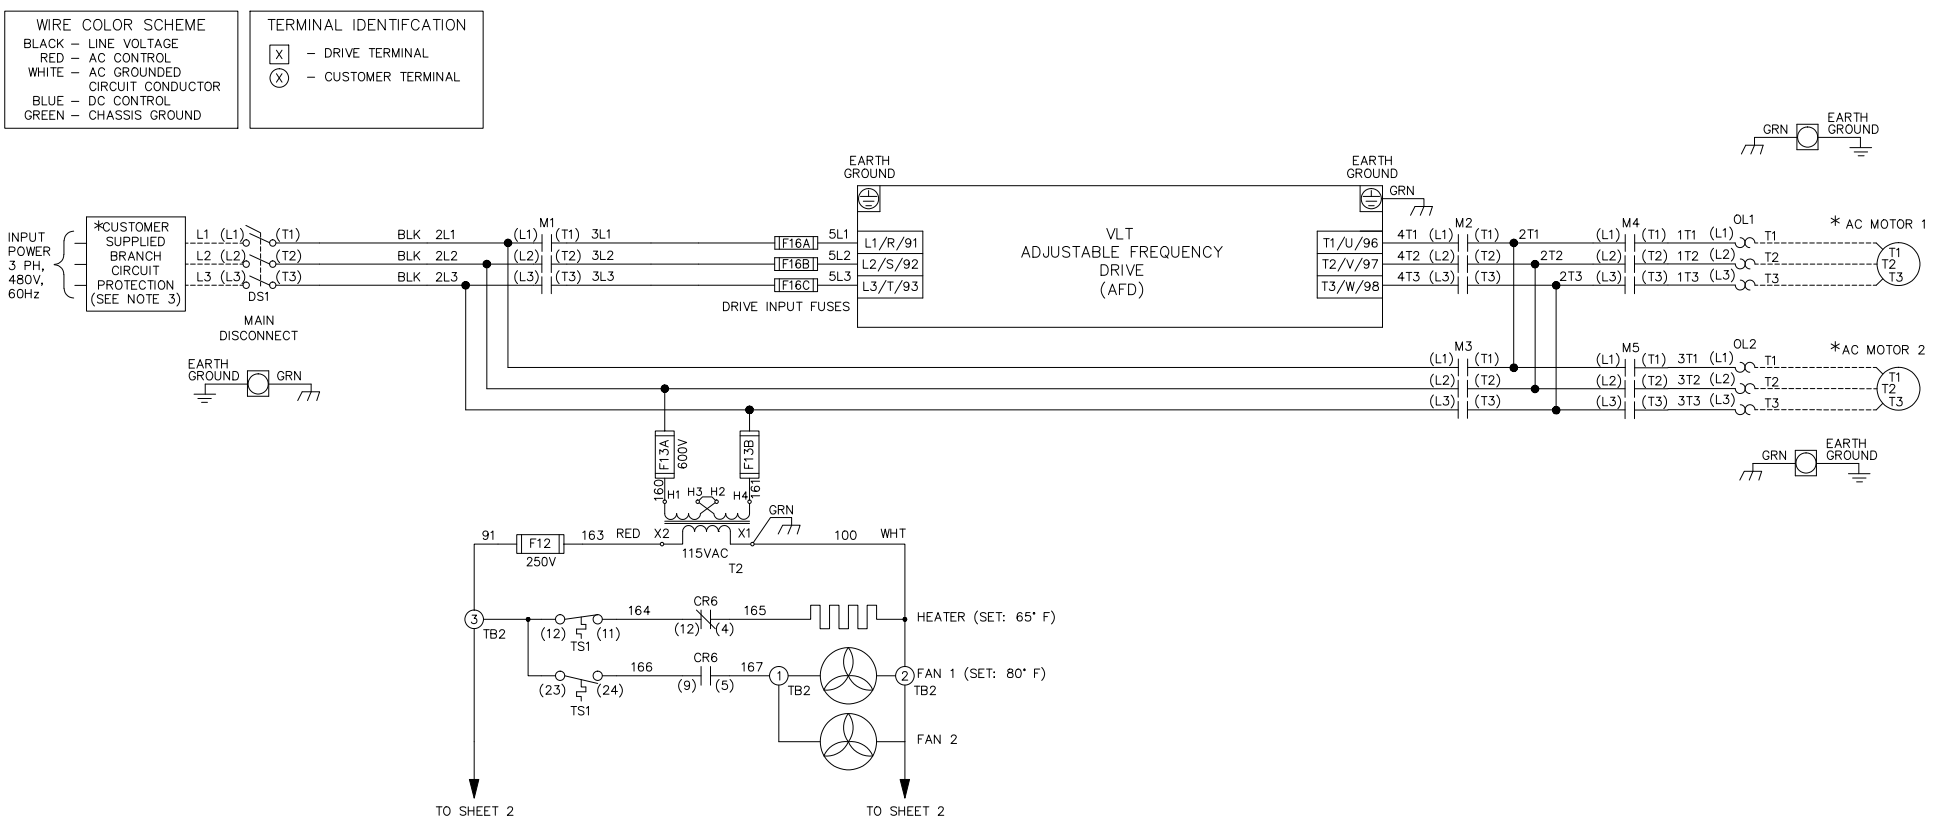 WIRE COLOR SCHEME
BLACK – LINE VOLTAGE
RED – AC CONTROL
WHITE – AC GROUNDED
CIRCUIT CONDUCTOR
BLUE – DC CONTROL
GREEN – CHASSIS GROUND
TERMINAL IDENTIFCATION
X – DRIVE TERMINAL
X – CUSTOMER TERMINAL
GRN
EARTH
GROUND
EARTH
GROUND
EARTH
GROUND
GRN
INPUT
POWER
3 PH,
480V,
60Hz
*CUSTOMER
SUPPLIED
BRANCH
CIRCUIT
PROTECTION
(SEE NOTE 3)
L1 (L1) (T1) BLK 2L1 (L1) M1 (T1) 3L1 F16A 5L1 L1/R/91
L2 (L2) (T2) BLK 2L2 (L2) (T2) 3L2 F16B 5L2 L2/S/92
L3 (L3) (T3) BLK 2L3 (L3) (T3) 3L3 F16C 5L3 L3/T/93
DS1
MAIN
DISCONNECT
DRIVE INPUT FUSES
VLT
ADJUSTABLE FREQUENCY
DRIVE
(AFD)
T1/U/96 4T1 (L1) M2 (T1) 2T1 (L1) M4 (T1) 1T1 (L1) OL1 T1
T2/V/97 4T2 (L2) (T2) 2T2 (L2) (T2) 1T2 (L2) T2
T3/W/98 4T3 (L3) (T3) 2T3 (L3) (T3) 1T3 (L3) T3
* AC MOTOR 1
T1
T2
T3
EARTH
GROUND
GRN
M3 M5 OL2
(L1) (T1) (L1) (T1) 3T1 (L1) T1
(L2) (T2) (L2) (T2) 3T2 (L2) T2
(L3) (T3) (L3) (T3) 3T3 (L3) T3
*AC MOTOR 2
T1
T2
T3
GRN
EARTH
GROUND
F13A
600V
F13B
160
161
H1 H3 H2 H4
GRN
91 F12 163 RED X2 X1 100 WHT
250V
115VAC
T2
3
TB2
(12) (11)
TS1
164
CR6
(12) (4)
165
HEATER (SET: 65° F)
(23) (24)
TS1
166
CR6
(9) (5)
167
1
TB2
2
TB2
FAN 1 (SET: 80° F)
FAN 2
TO SHEET 2
TO SHEET 2